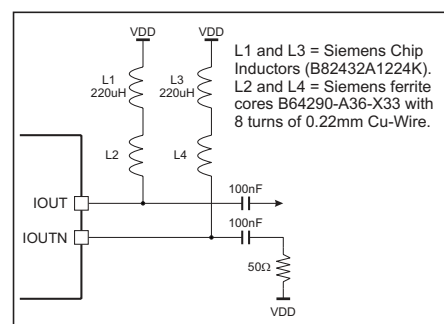 VDD VDD
L1 and L3 = Siemens Chip
Inductors (B82432A1224K).
L2 and L4 = Siemens ferrite
cores B64290-A36-X33 with
8 turns of 0.22mm Cu-Wire.
L1
220uH
L3
220uH
L2
L4
100nF
IOUT
100nF
IOUTN
50Ω
VDD